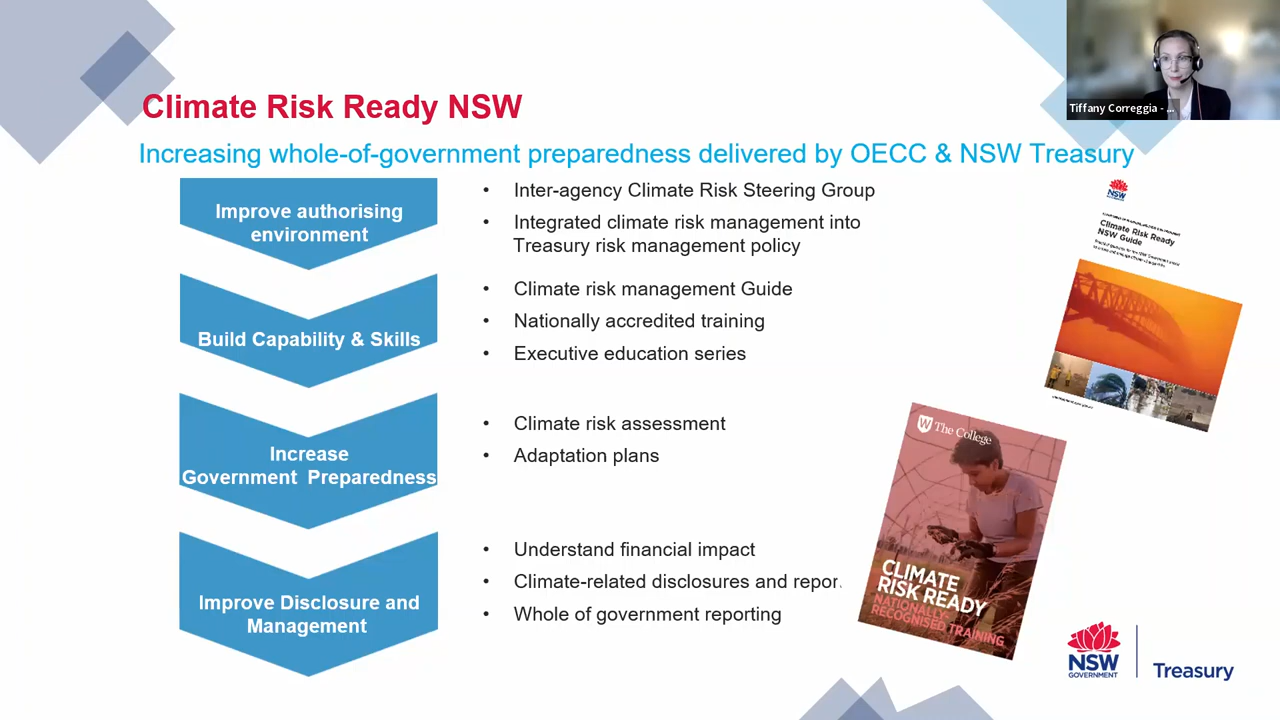 Climate Risk Ready NSW
Tiffany Correggia - ...
Increasing whole-of-government preparedness delivered by OECC & NSW Treasury
Improve authorising
environment
• Inter-agency Climate Risk Steering Group
• Integrated climate risk management into
Treasury risk management policy
Build Capability & Skills
• Climate risk management Guide
• Nationally accredited training
• Executive education series
Increase
Government Preparedness
• Climate risk assessment
• Adaptation plans
Improve Disclosure and
Management
• Understand financial impact
• Climate-related disclosures and repor
• Whole of government reporting
NSW
Climate Risk Ready
NSW Guide
W The College
CLIMATE
RISK READY
NATIONALLY
RECOGNISED TRAINING
NSW
GOVERNMENT
Treasury